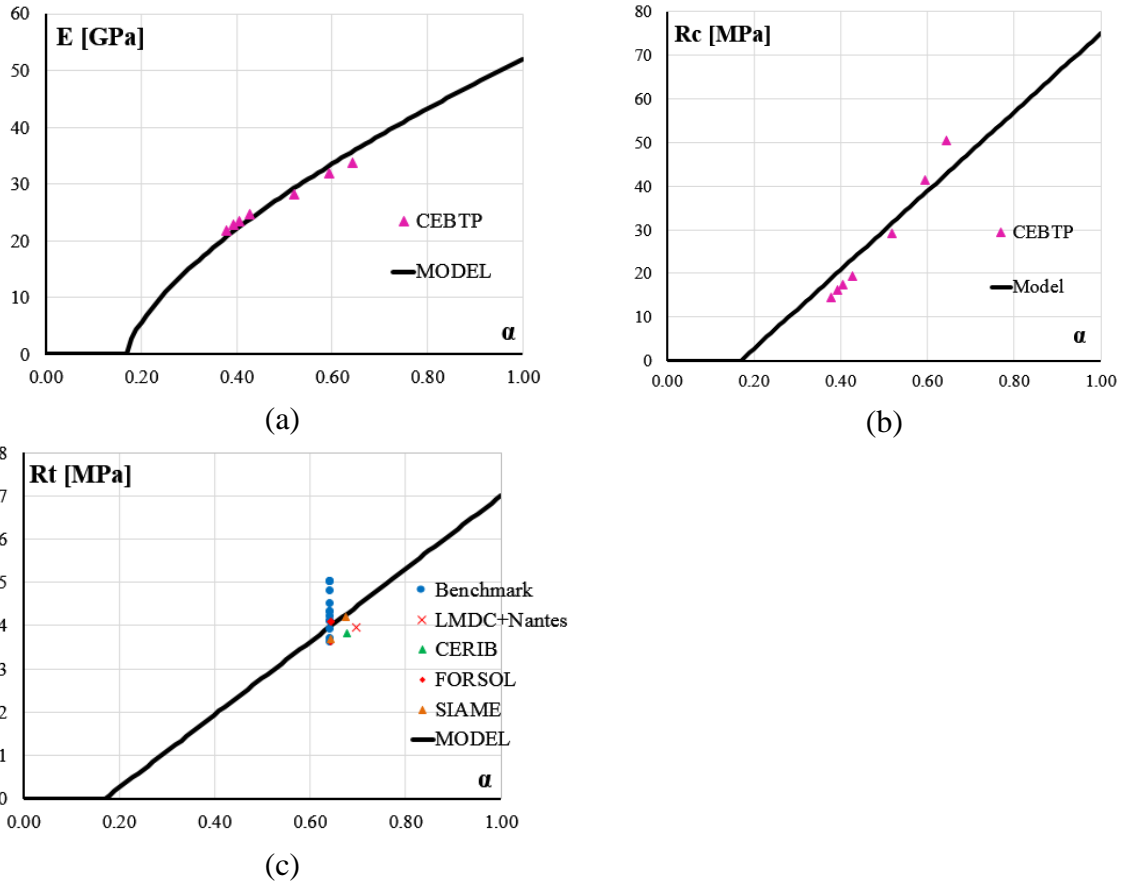 E [GPa]
60
50
40
30
20
10
0
CEBTP
MODEL
α
0.00 0.20 0.40 0.60 0.80 1.00
(a)
Rc [MPa]
80
70
60
50
40
30
20
10
0
CEBTP
Model
α
0.00 0.20 0.40 0.60 0.80 1.00
(b)
Rt [MPa]
8
7
6
5
4
3
2
1
0
Benchmark
LMDC+Nantes
CERIB
FORSOL
SIAME
MODEL
α
0.00 0.20 0.40 0.60 0.80 1.00
(c)